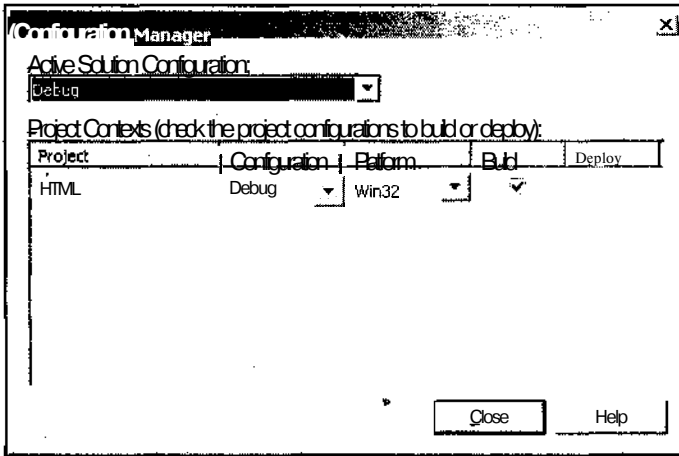 Configuration Manager
Active Solution Configuration:
Debug
Project Contexts (check the project configurations to build or deploy):
Project Configuration Platform Build Deploy
HTML Debug Win32
Close Help